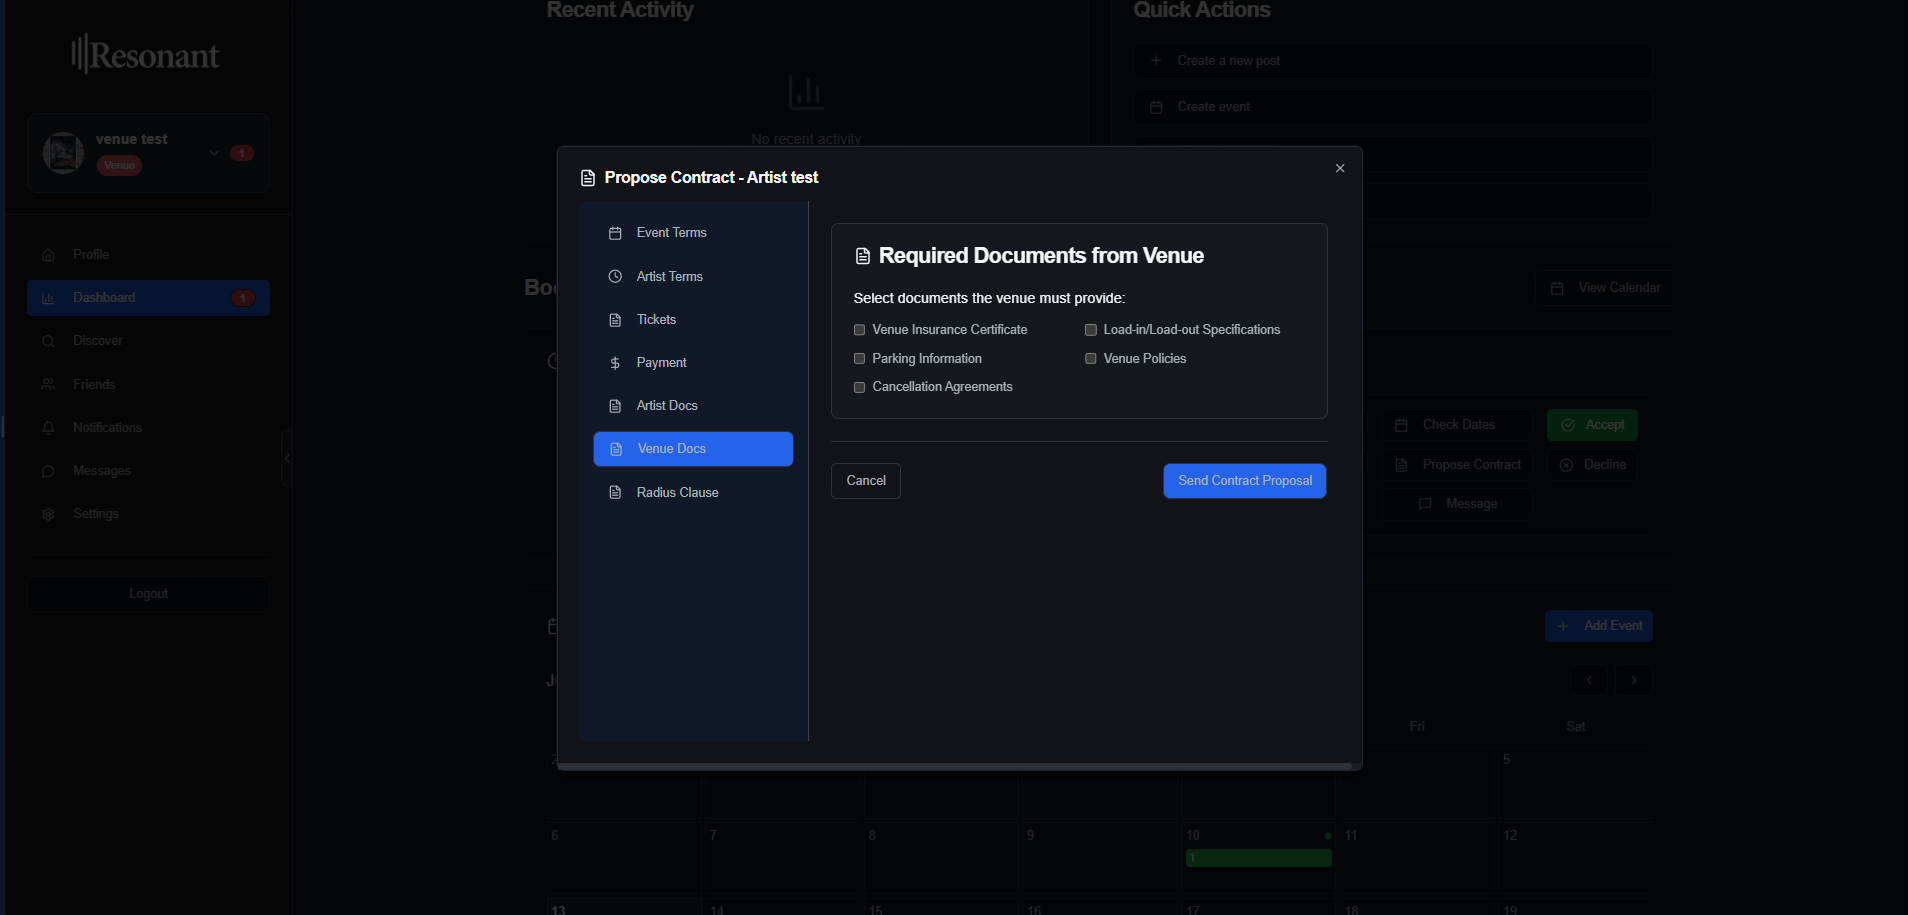 Resonant
venue test
Venue
1
Profile
Dashboard
1
Discover
Friends
Notifications
Messages
Settings
Logout
Recent Activity
No recent activity
Quick Actions
Create a new post
Create event
View Calendar
Check Dates
Accept
Propose Contract
Decline
Message
Add Event
Fri
Sat
5
6
7
8
9
10
11
12
1
13
14
15
16
17
18
19
Propose Contract - Artist test
Event Terms
Artist Terms
Tickets
Payment
Artist Docs
Venue Docs
Radius Clause
Required Documents from Venue
Select documents the venue must provide:
Venue Insurance Certificate
Load-in/Load-out Specifications
Parking Information
Venue Policies
Cancellation Agreements
Cancel
Send Contract Proposal